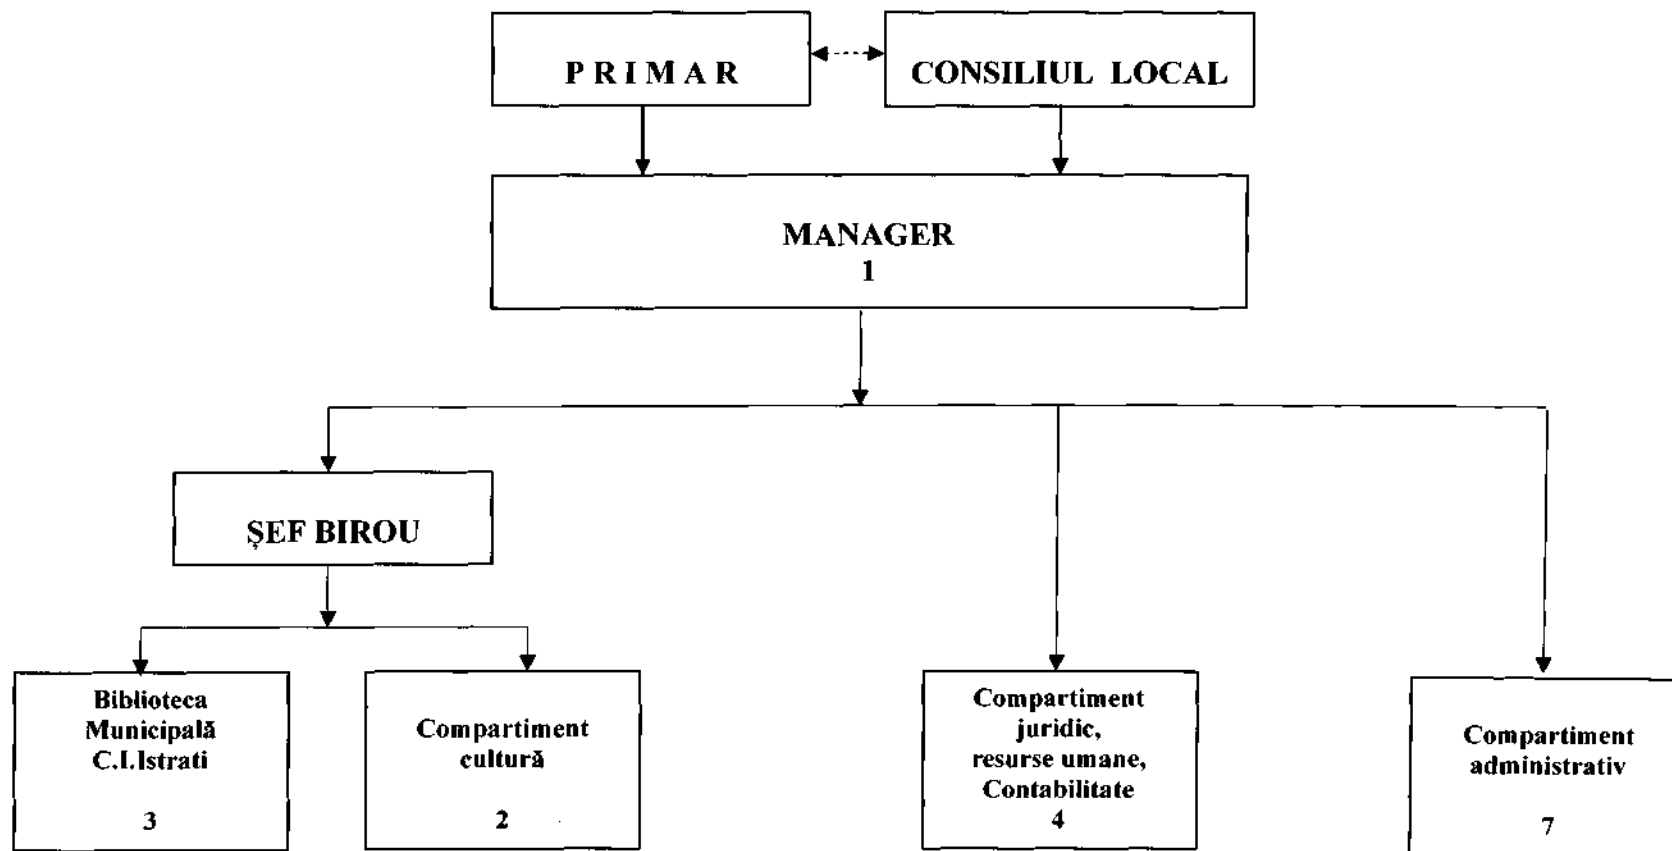 PRIMAR
CONSILIUL LOCAL
MANAGER
1
ŞEF BIROU
Biblioteca
Municipală
C.I.Istrati
3
Compartiment
cultură
2
Compartiment
juridic,
resurse umane,
Contabilitate
4
Compartiment
administrativ
7